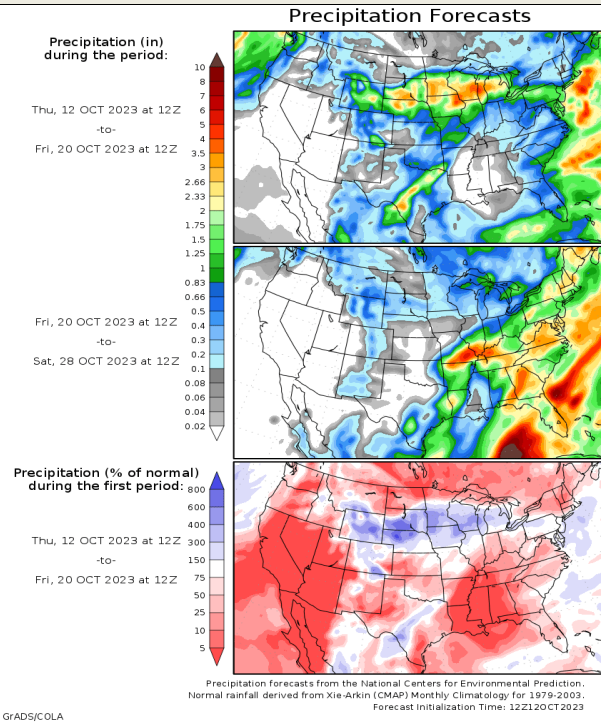 Precipitation Forecasts
Precipitation (in)
during the period:
Thu, 12 OCT 2023 at 12Z
-to-
Fri, 20 OCT 2023 at 12Z
10
8
7
6
5
4
3.5
3
2.66
2.33
2
1.75
1.5
1.25
1
0.83
0.66
0.5
0.4
0.3
0.2
0.1
0.08
0.06
0.04
0.02
Fri, 20 OCT 2023 at 12Z
-to-
Sat, 28 OCT 2023 at 12Z
Precipitation (% of normal)
during the first period:
Thu, 12 OCT 2023 at 12Z
-to-
Fri, 20 OCT 2023 at 12Z
800
600
400
300
150
75
50
25
10
5
Precipitation forecasts from the National Centers for Environmental Prediction.
Normal rainfall derived from Xie-Arkin (CMAP) Monthly Climatology for 1979-2003.
Forecast Initialization Time: 12Z12OCT2023
GrADS/COLA